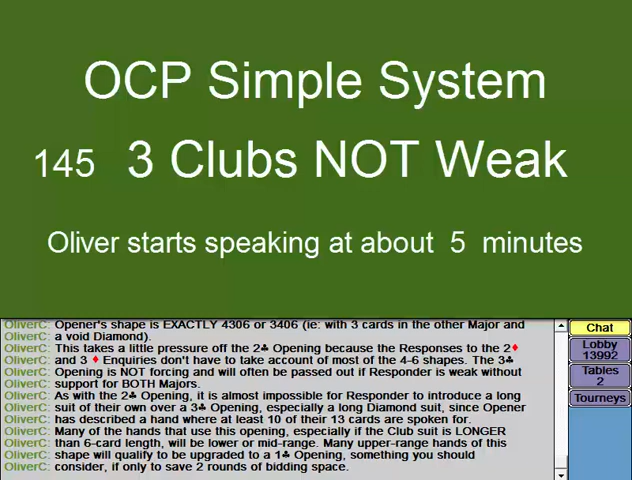 OCP Simple System
145 3 Clubs NOT Weak
Oliver starts speaking at about 5 minutes
OliverC: Opener's shape is EXACTLY 4306 or 3406 (ie: with 3 cards in the other Major and
OliverC: a void Diamond).
OliverC: This takes a little pressure off the 2♣ Opening because the Responses to the 2♦
OliverC: and 3 ♦ Enquiries don't have to take account of most of the 4-6 shapes. The 3♣
OliverC: Opening is NOT forcing and will often be passed out if Responder is weak without
OliverC: support for BOTH Majors.
OliverC: As with the 2♣ Opening, it is almost impossible for Responder to introduce a long
OliverC: suit of their own over a 3♣ Opening, especially a long Diamond suit, since Opener
OliverC: has described a hand where at least 10 of their 13 cards are spoken for.
OliverC: Many of the hands that use this opening, especially if the Club suit is LONGER
OliverC: than 6-card length, will be lower or mid-range. Many upper-range hands of this
OliverC: shape will qualify to be upgraded to a 1♣ Opening, something you should
OliverC: consider, if only to save 2 rounds of bidding space.
Chat
Lobby
13992
Tables
2
Tourneys